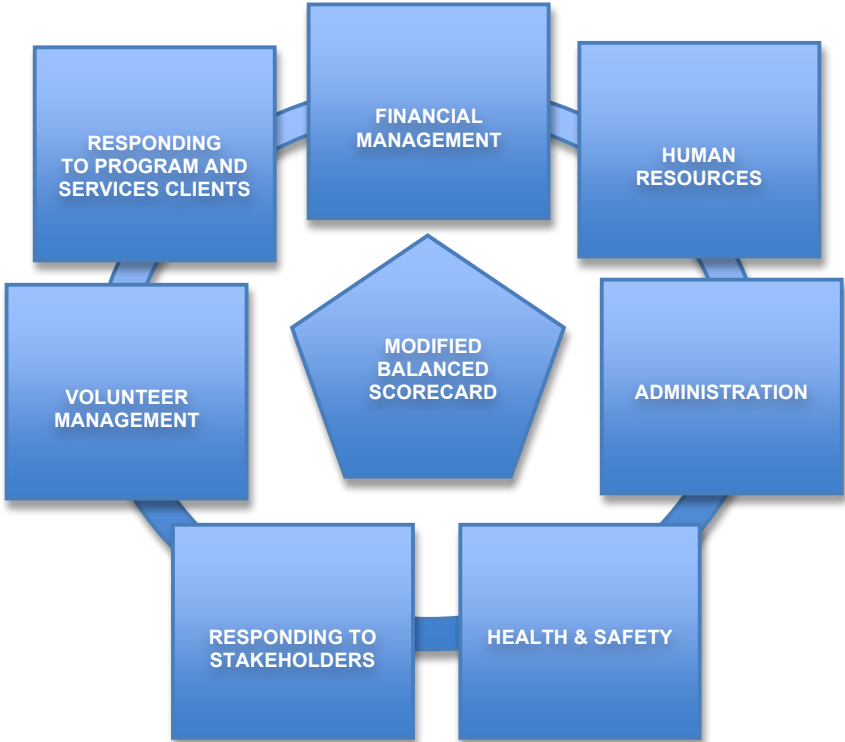 FINANCIAL
MANAGEMENT
HUMAN
RESOURCES
ADMINISTRATION
HEALTH & SAFETY
RESPONDING TO
STAKEHOLDERS
VOLUNTEER
MANAGEMENT
RESPONDING
TO PROGRAM AND
SERVICES CLIENTS
MODIFIED
BALANCED
SCORECARD